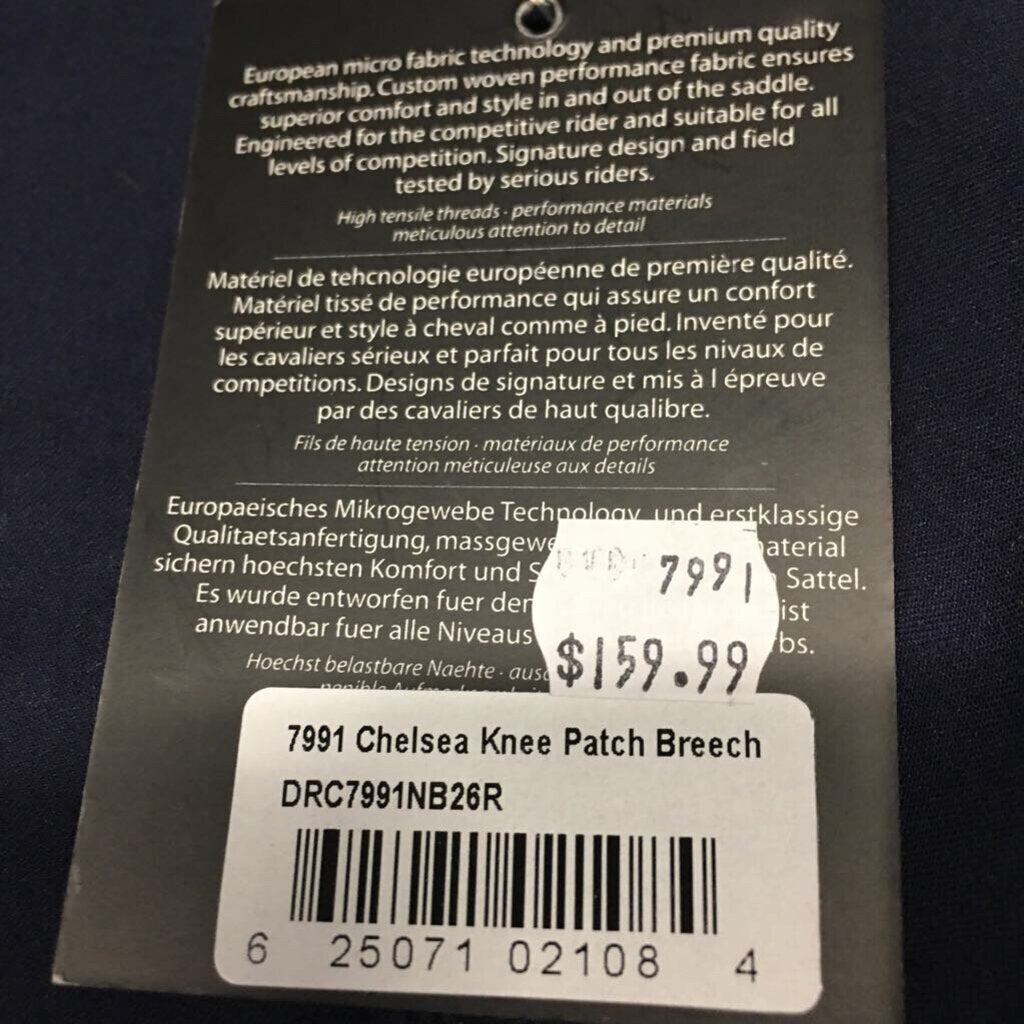 European micro fabric technology and premium quality
craftsmanship. Custom woven performance fabric ensures
superior comfort and style in and out of the saddle.
Engineered for the competitive rider and suitable for all
levels of competition. Signature design and field
tested by serious riders.
High tensile threads · performance materials
meticulous attention to detail
Matériel de tehcnologie européenne de première qualité.
Matériel tissé de performance qui assure un confort
supérieur et style à cheval comme à pied. Inventé pour
les cavaliers sérieux et parfait pour tous les nivaux de
competitions. Designs de signature et mis à l épreuve
par des cavaliers de haut qualibre.
Fils de haute tension · matériaux de performance
attention méticuleuse aux details
Europaeisches Mikrogewebe Technology und erstklassige
Qualitaetsanfertigung, massgewe aterial
sichern hoechsten Komfort und S Sattel.
Es wurde entworfen fuer den ist
anwendbar fuer alle Niveaus bs.
Hoechst belastbare Naehte · aus
7991
$159.99
7991 Chelsea Knee Patch Breech
DRC7991NB26R
6 25071 02108 4